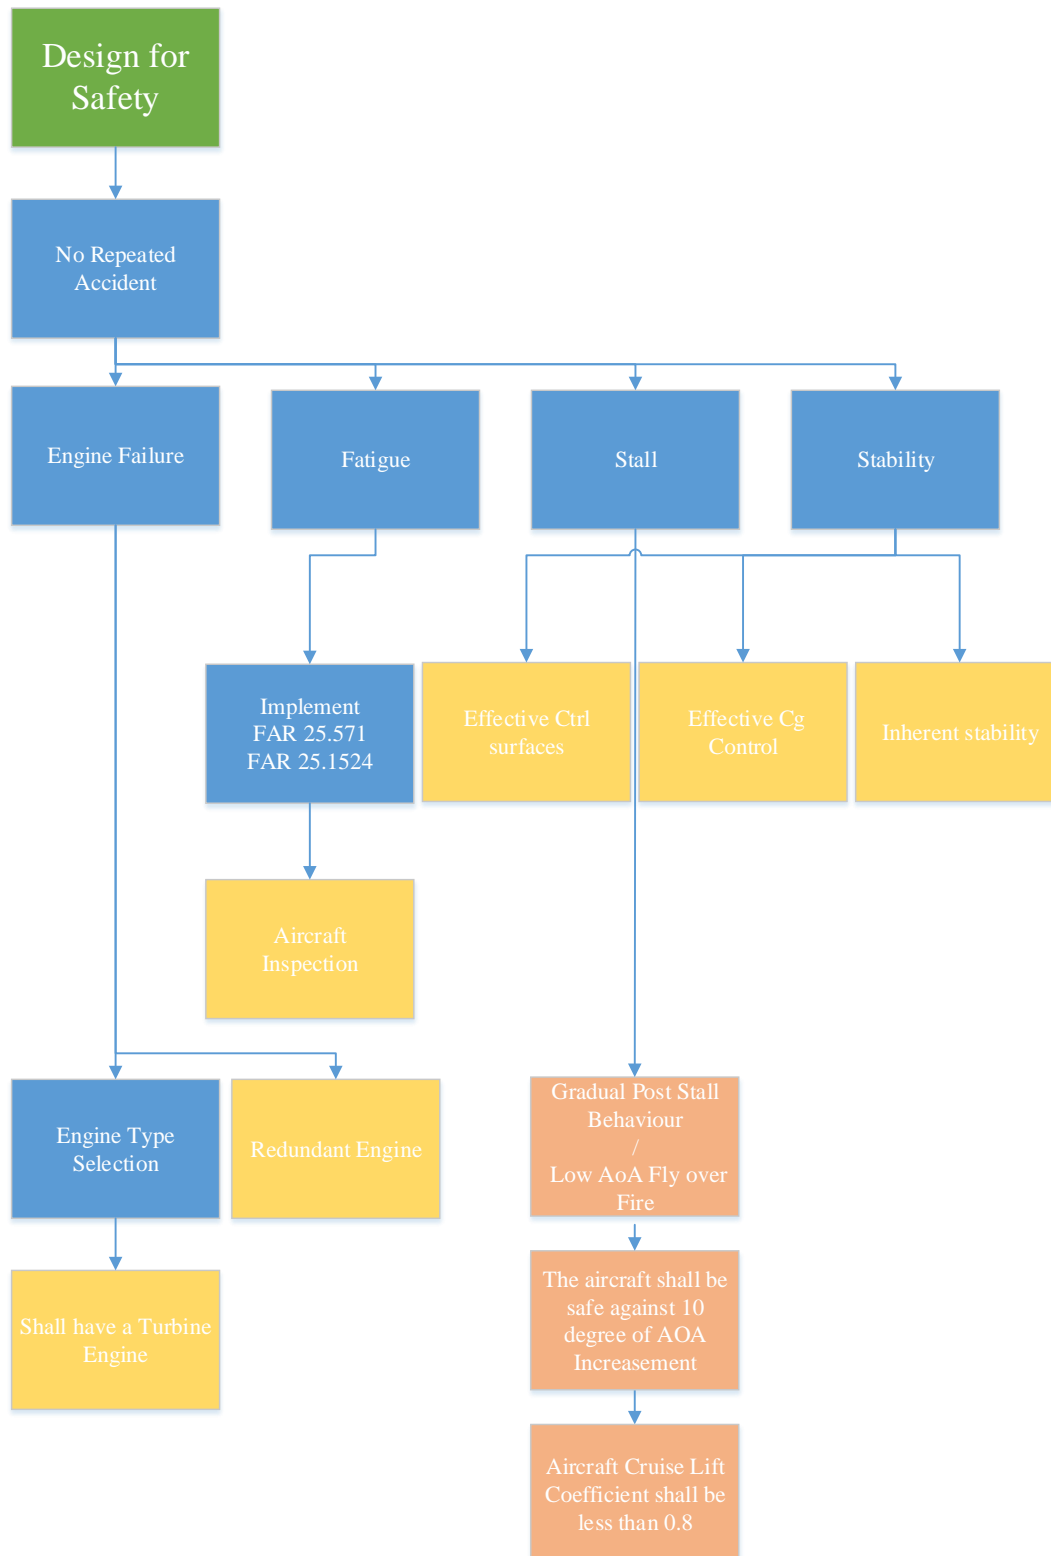 Design for
Safety
No Repeated
Accident
Engine Failure
Fatigue
Stall
Stability
Implement
FAR 25.571
FAR 25.1524
Effective Ctrl
surfaces
Effective Cg
Control
Inherent stability
Aircraft
Inspection
Engine Type
Selection
Redundant Engine
Gradual Post Stall
Behaviour
/
Low AoA Fly over
Fire
Shall have a Turbine
Engine
The aircraft shall be
safe against 10
degree of AOA
Increasement
Aircraft Cruise Lift
Coefficient shall be
less than 0.8